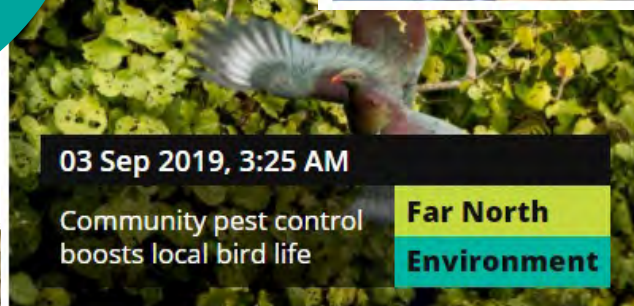 03 Sep 2019, 3:25 AM
Community pest control
boosts local bird life
Far North
Environment